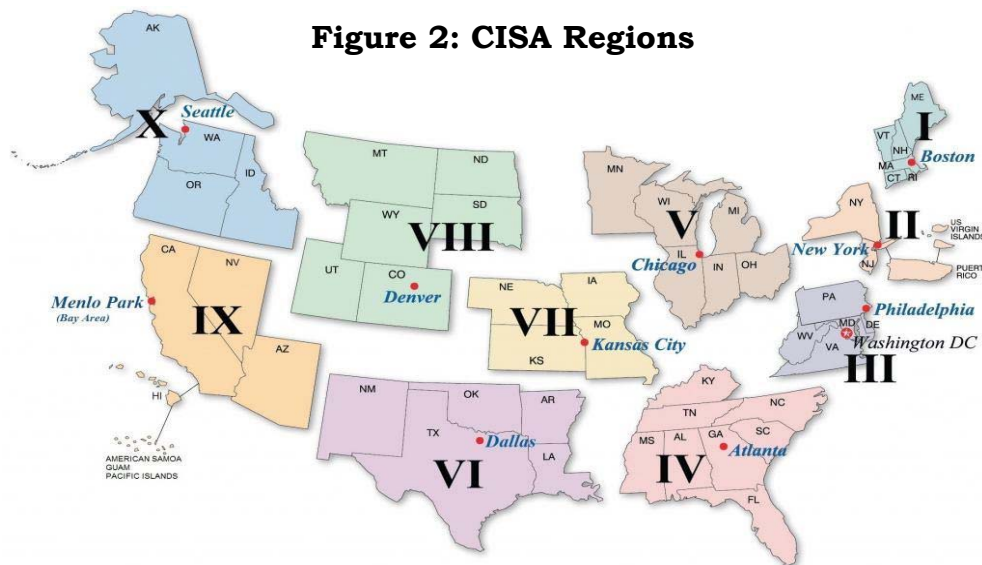 Figure 2: CISA Regions
AK
X
Seattle
WA
OR
ID
MT
ND
SD
WY
VIII
UT
CO
Denver
MN
WI
MI
V
IL
Chicago
IN
OH
ME
I
VT
NH
MA
Boston
CT
RI
NY
II
US
VIRGIN
ISLANDS
New York
NJ
PUERTO
RICO
CA
NV
Menlo Park
(Bay Area)
IX
AZ
HI
AMERICAN SAMOA
GUAM
PACIFIC ISLANDS
NE
IA
VII
MO
Kansas City
KS
PA
Philadelphia
MD
DE
WV
Washington DC
VA
III
NM
OK
AR
TX
Dallas
LA
VI
KY
NC
TN
SC
MS
AL
GA
Atlanta
IV
FL